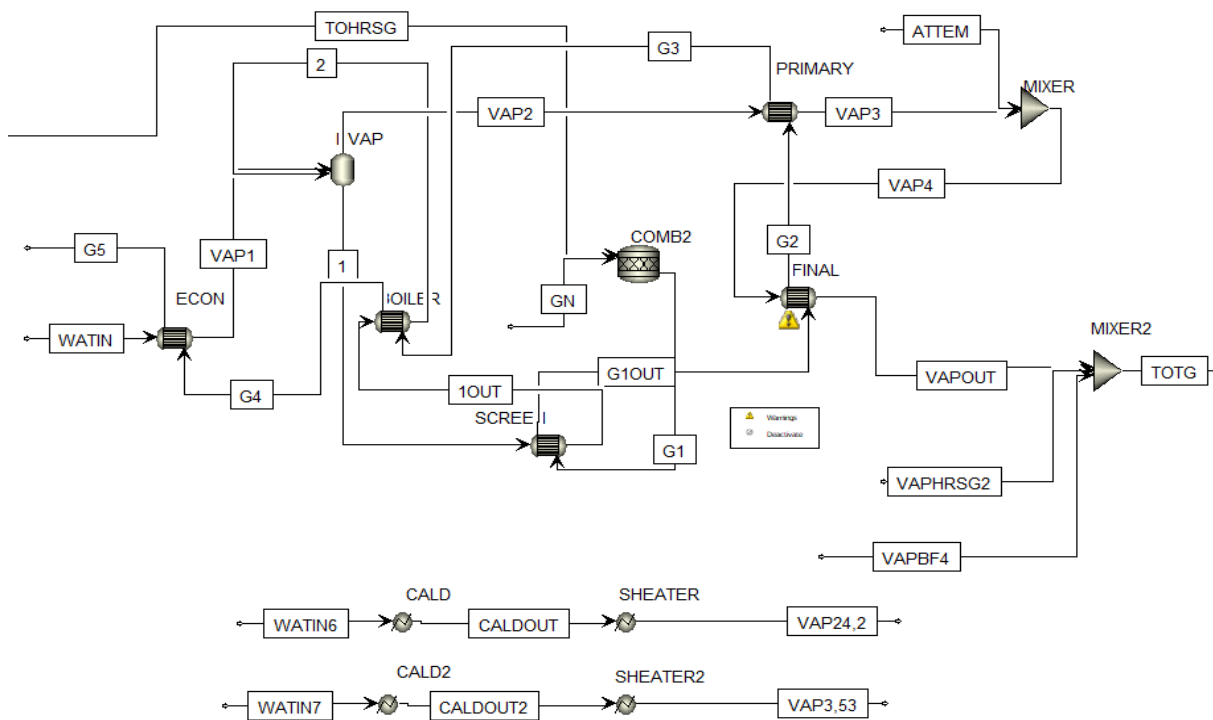 TOHRSG
ATTEM
2
G3
PRIMARY
MIXER
VAP2
VAP3
VAP
VAP4
G5
VAP1
COMB2
G2
1
FINAL
ECON
GN
WATIN
MIXER2
G1OUT
VAPOUT
TOTG
G4
1OUT
Warnings
Deactivate
G1
VAPHRSG2
VAPBF4
CALD
SHEATER
WATIN6
CALDOUT
VAP24,2
CALD2
SHEATER2
WATIN7
CALDOUT2
VAP3,53